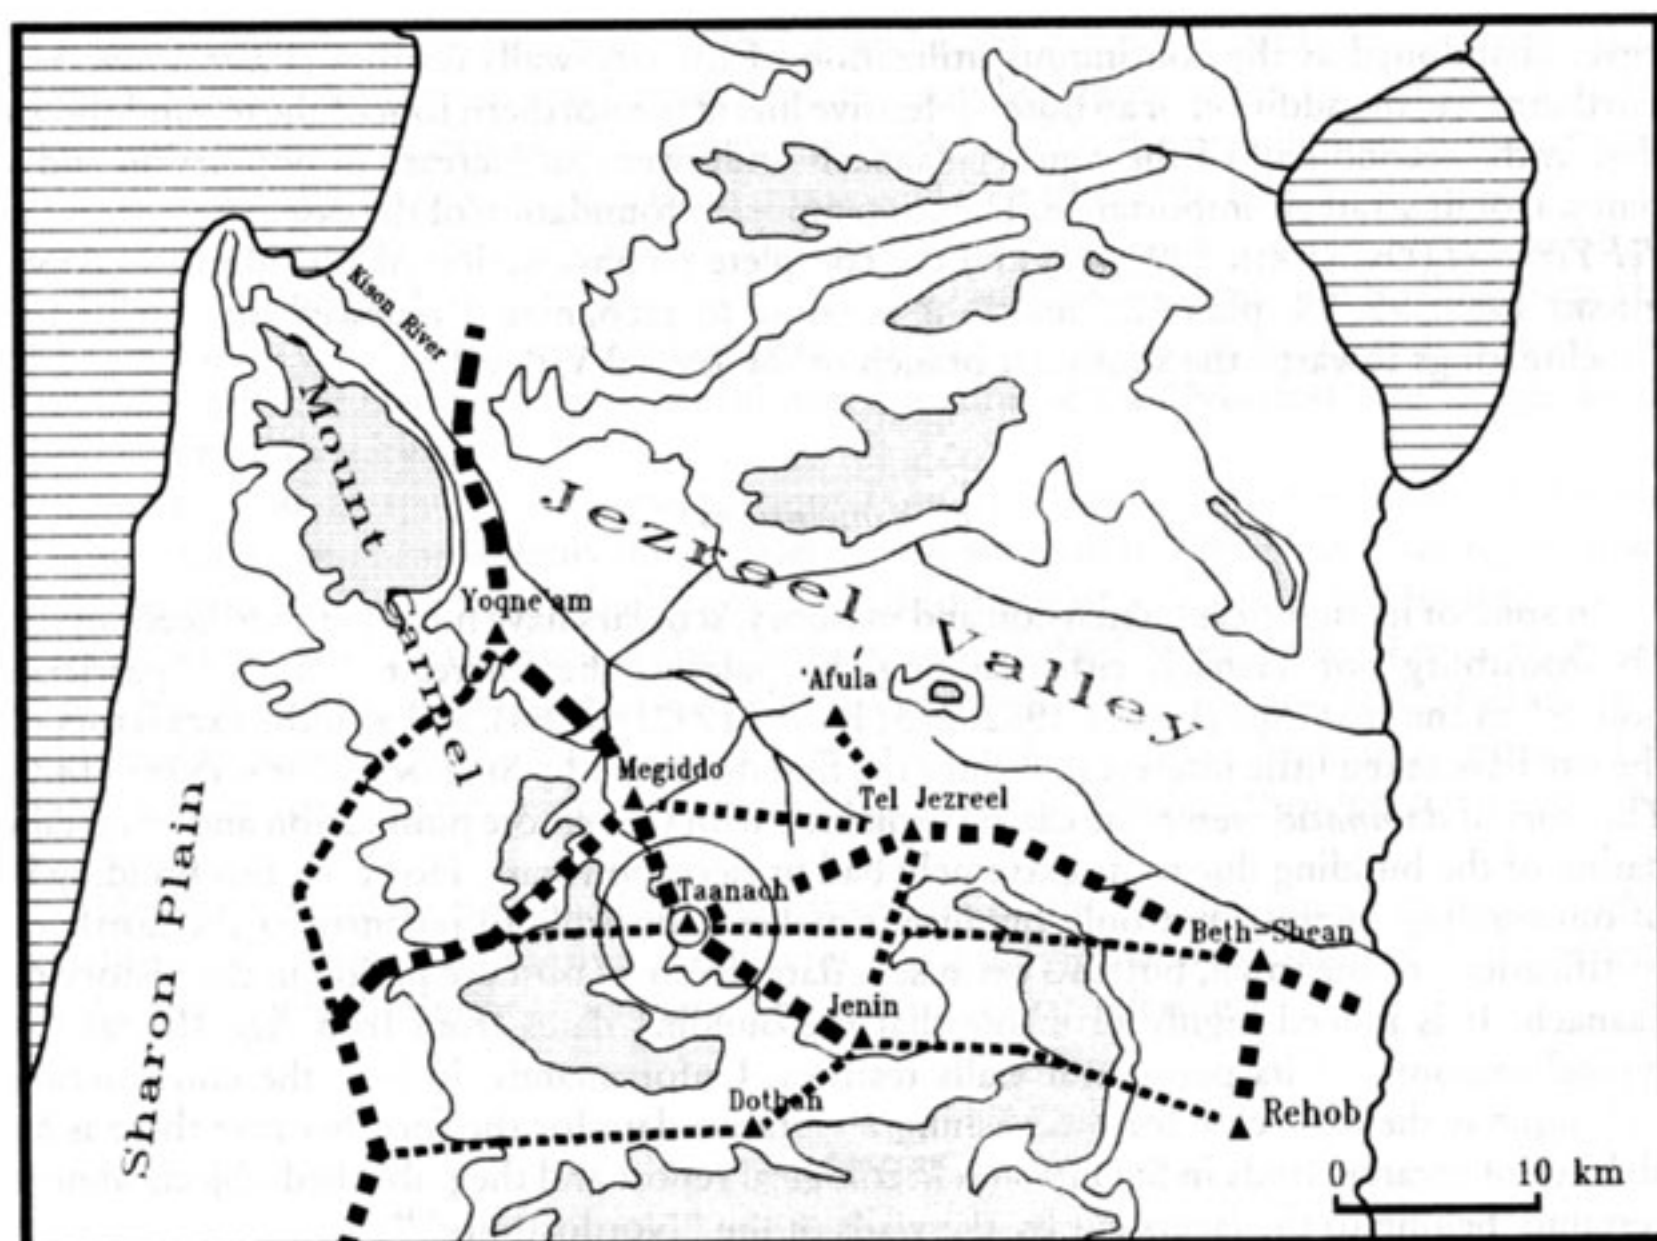 Kison River
Mount
Carmel
Jezreel
Valley
Yoqne'am
'Afula
Megiddo
Tel Jezreel
Taanach
Beth-Shean
Jenin
Dothan
Rehob
Sharon Plain
0 10 km